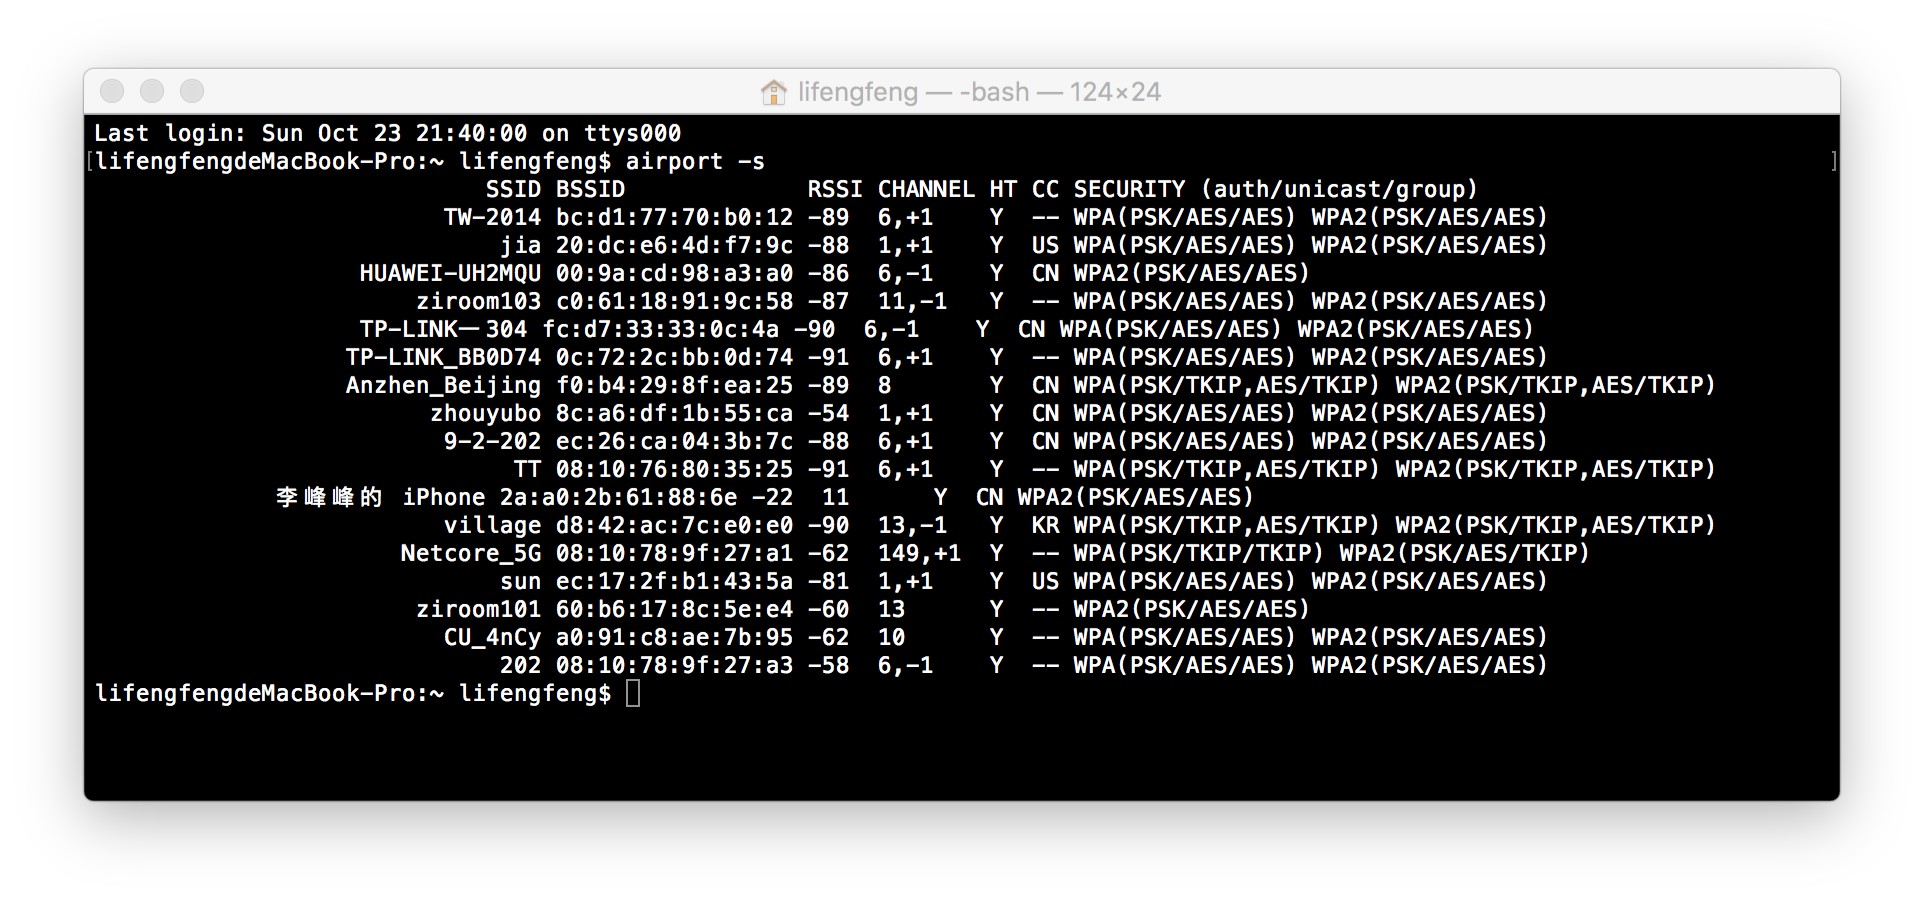 lifengfeng — -bash — 124×24
Last login: Sun Oct 23 21:40:00 on ttys000
[lifengfengdeMacBook-Pro:~ lifengfeng$ airport -s ]
SSID BSSID RSSI CHANNEL HT CC SECURITY (auth/unicast/group)
TW-2014 bc:d1:77:70:b0:12 -89 6,+1 Y -- WPA(PSK/AES/AES) WPA2(PSK/AES/AES)
jia 20:dc:e6:4d:f7:9c -88 1,+1 Y US WPA(PSK/AES/AES) WPA2(PSK/AES/AES)
HUAWEI-UH2MQU 00:9a:cd:98:a3:a0 -86 6,-1 Y CN WPA2(PSK/AES/AES)
ziroom103 c0:61:18:91:9c:58 -87 11,-1 Y -- WPA(PSK/AES/AES) WPA2(PSK/AES/AES)
TP-LINK一304 fc:d7:33:33:0c:4a -90 6,-1 Y CN WPA(PSK/AES/AES) WPA2(PSK/AES/AES)
TP-LINK_BB0D74 0c:72:2c:bb:0d:74 -91 6,+1 Y -- WPA(PSK/AES/AES) WPA2(PSK/AES/AES)
Anzhen_Beijing f0:b4:29:8f:ea:25 -89 8 Y CN WPA(PSK/TKIP,AES/TKIP) WPA2(PSK/TKIP,AES/TKIP)
zhouyubo 8c:a6:df:1b:55:ca -54 1,+1 Y CN WPA(PSK/AES/AES) WPA2(PSK/AES/AES)
9-2-202 ec:26:ca:04:3b:7c -88 6,+1 Y CN WPA(PSK/AES/AES) WPA2(PSK/AES/AES)
TT 08:10:76:80:35:25 -91 6,+1 Y -- WPA(PSK/TKIP,AES/TKIP) WPA2(PSK/TKIP,AES/TKIP)
李峰峰的 iPhone 2a:a0:2b:61:88:6e -22 11 Y CN WPA2(PSK/AES/AES)
village d8:42:ac:7c:e0:e0 -90 13,-1 Y KR WPA(PSK/TKIP,AES/TKIP) WPA2(PSK/TKIP,AES/TKIP)
Netcore_5G 08:10:78:9f:27:a1 -62 149,+1 Y -- WPA(PSK/TKIP/TKIP) WPA2(PSK/AES/TKIP)
sun ec:17:2f:b1:43:5a -81 1,+1 Y US WPA(PSK/AES/AES) WPA2(PSK/AES/AES)
ziroom101 60:b6:17:8c:5e:e4 -60 13 Y -- WPA2(PSK/AES/AES)
CU_4nCy a0:91:c8:ae:7b:95 -62 10 Y -- WPA(PSK/AES/AES) WPA2(PSK/AES/AES)
202 08:10:78:9f:27:a3 -58 6,-1 Y -- WPA(PSK/AES/AES) WPA2(PSK/AES/AES)
lifengfengdeMacBook-Pro:~ lifengfeng$